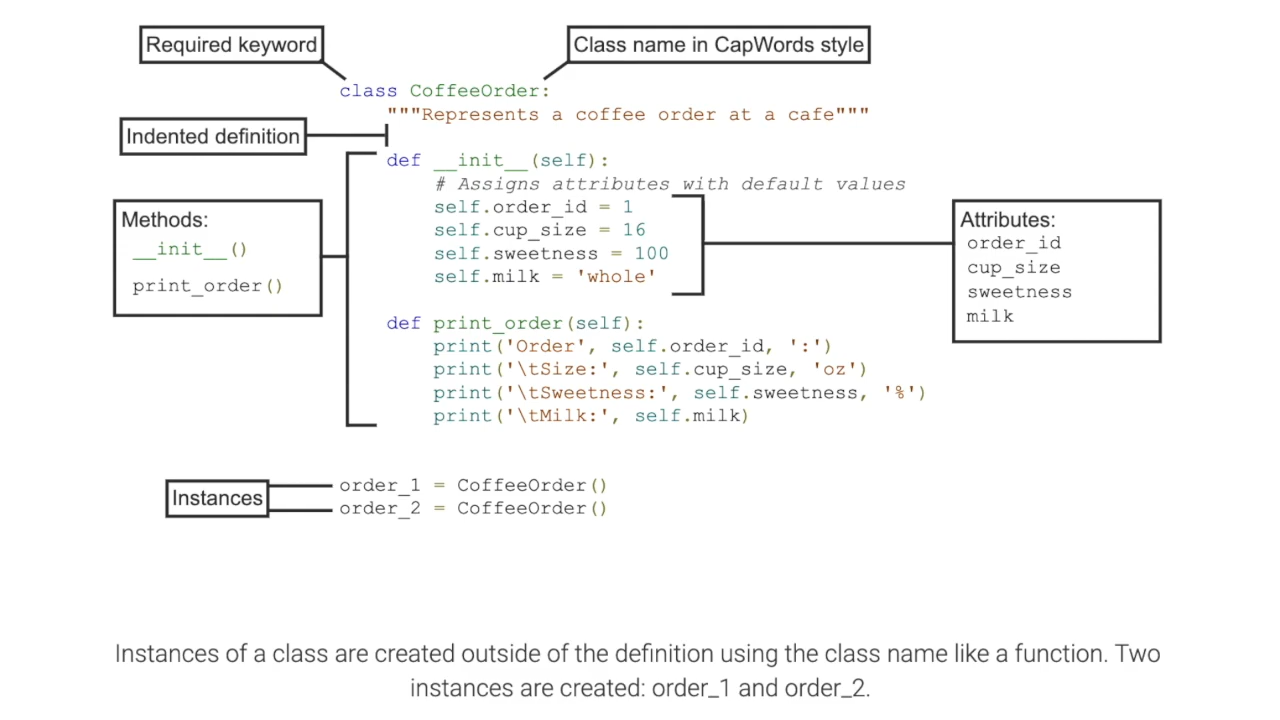 Required keyword
Class name in CapWords style
class CoffeeOrder:
"""Represents a coffee order at a cafe"""
Indented definition
def __init__(self):
# Assigns attributes with default values
self.order_id = 1
self.cup_size = 16
self.sweetness = 100
self.milk = 'whole'
Methods:
__init__()
print_order()
Attributes:
order_id
cup_size
sweetness
milk
def print_order(self):
print('Order', self.order_id, ':')
print('\tSize:', self.cup_size, 'oz')
print('\tSweetness:', self.sweetness, '%')
print('\tMilk:', self.milk)
Instances
order_1 = CoffeeOrder()
order_2 = CoffeeOrder()
Instances of a class are created outside of the definition using the class name like a function. Two
instances are created: order_1 and order_2.